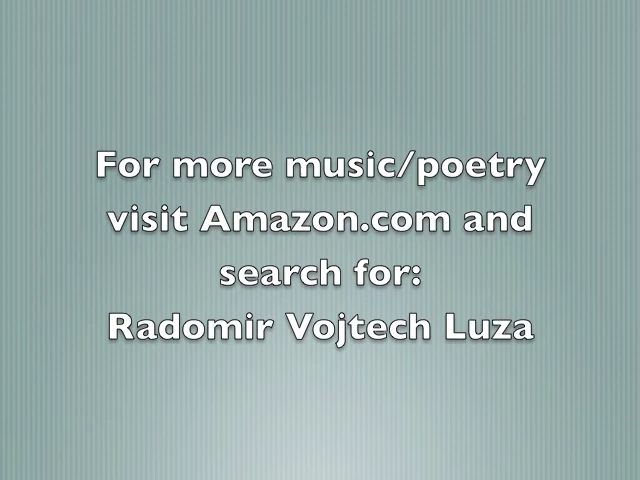 For more music/poetry
visit Amazon.com and
search for:
Radomir Vojtech Luza